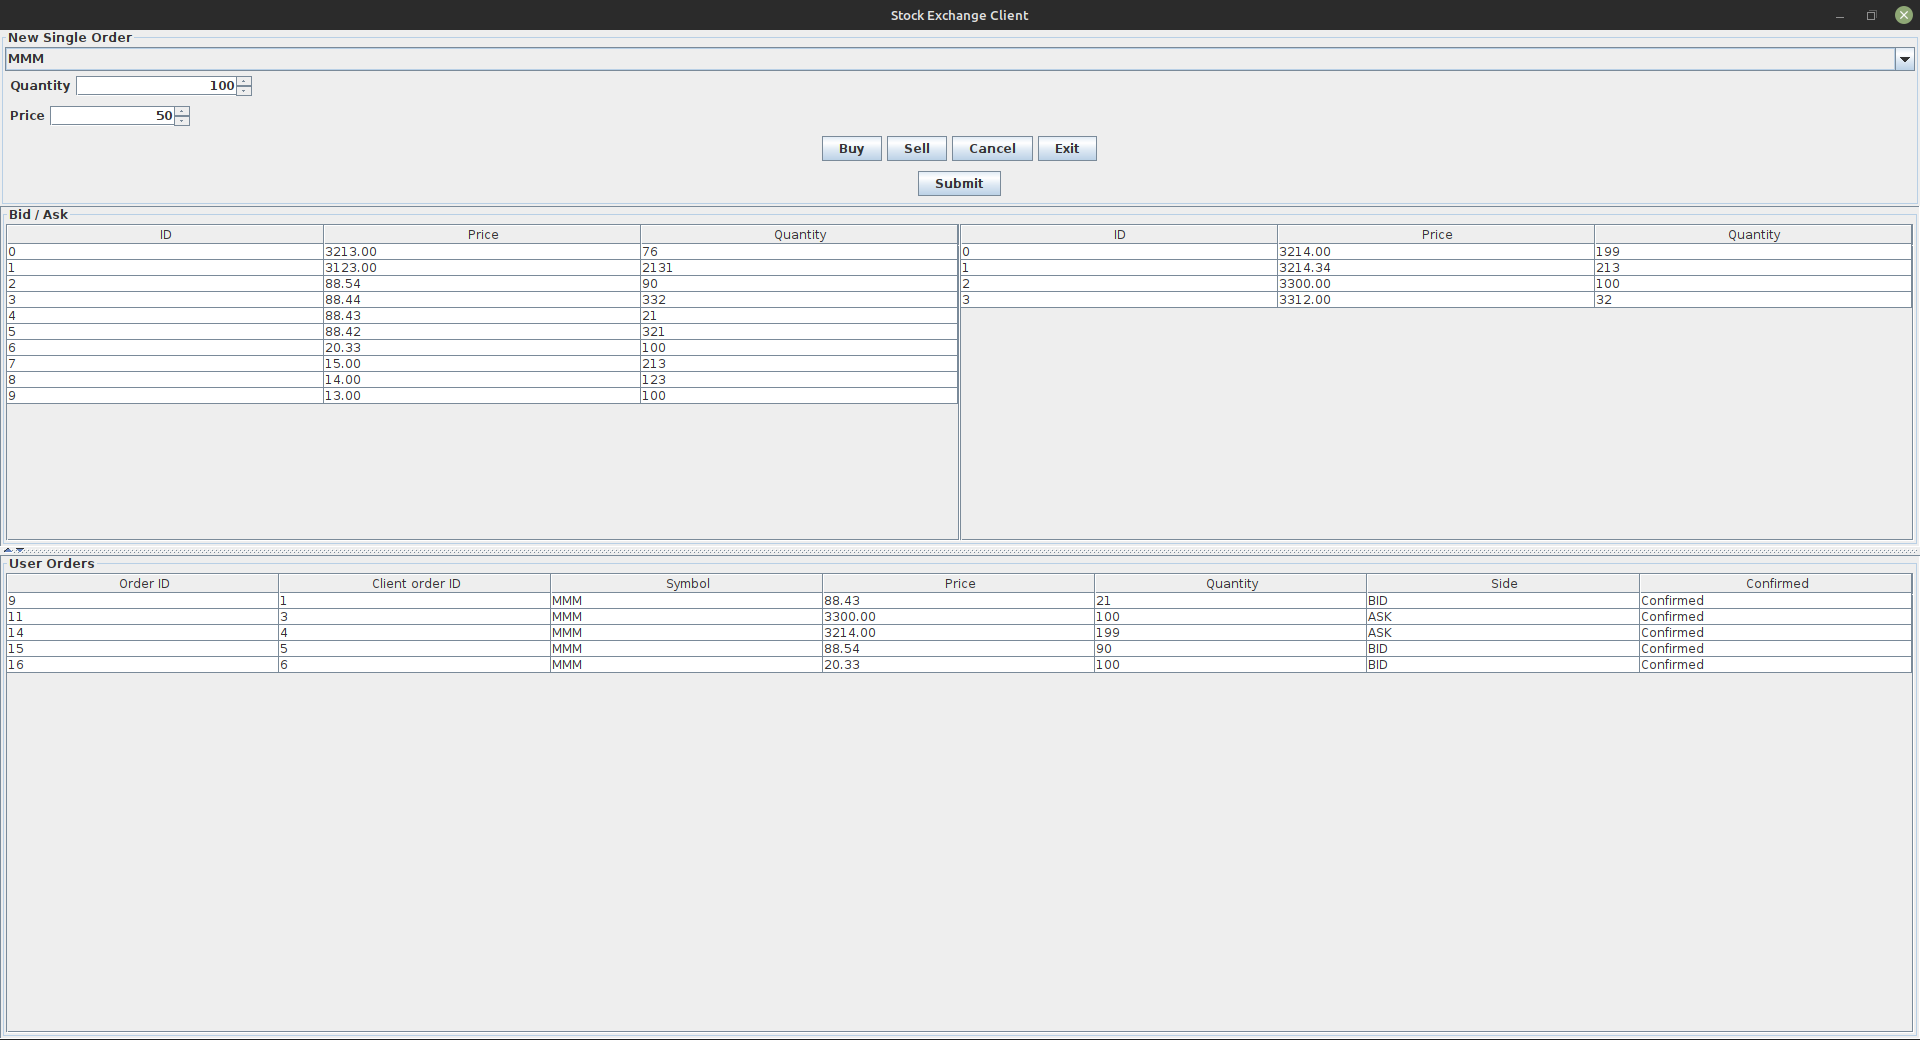 Stock Exchange Client
New Single Order
MMM
Quantity 100
Price 50
Buy Sell Cancel Exit
Submit
Bid / Ask
ID Price Quantity
0 3213.00 76
1 3123.00 2131
2 88.54 90
3 88.44 332
4 88.43 21
5 88.42 321
6 20.33 100
7 15.00 213
8 14.00 123
9 13.00 100
ID Price Quantity
0 3214.00 199
1 3214.34 213
2 3300.00 100
3 3312.00 32
User Orders
Order ID Client order ID Symbol Price Quantity Side Confirmed
9 1 MMM 88.43 21 BID Confirmed
11 3 MMM 3300.00 100 ASK Confirmed
14 4 MMM 3214.00 199 ASK Confirmed
15 5 MMM 88.54 90 BID Confirmed
16 6 MMM 20.33 100 BID Confirmed